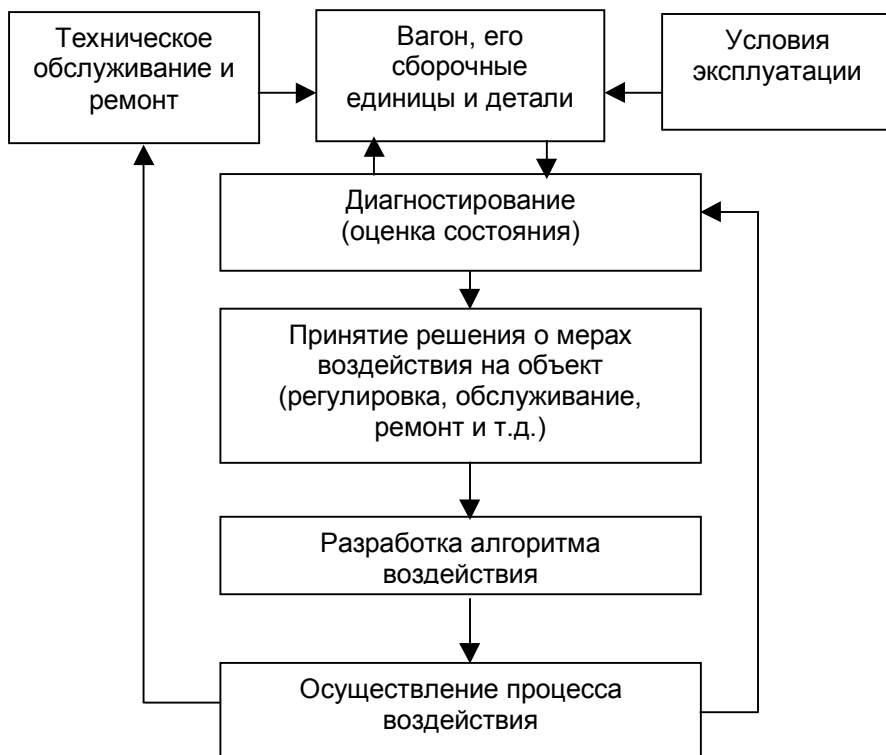 Техническое
обслуживание и
ремонт
Вагон, его
сборочные
единицы и детали
Условия
эксплуатации
Диагностирование
(оценка состояния)
Принятие решения о мерах
воздействия на объект
(регулировка, обслуживание,
ремонт и т.д.)
Разработка алгоритма
воздействия
Осуществление процесса
воздействия